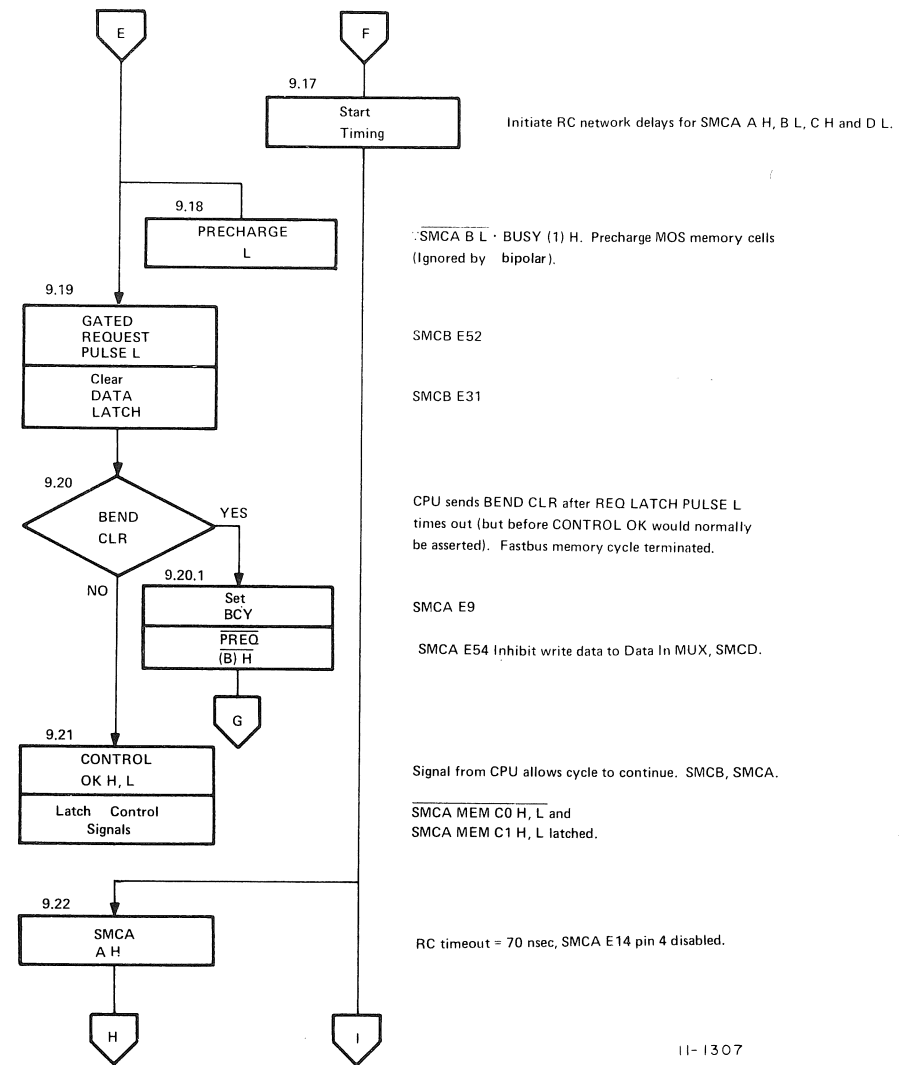 E
F
9.17
Start
Timing
Initiate RC network delays for SMCA A H, B L, C H and D L.
9.18
PRECHARGE
L
∵SMCA B L · BUSY (1) H. Precharge MOS memory cells
(Ignored by bipolar).
9.19
GATED
REQUEST
PULSE L
SMCB E52
Clear
DATA
LATCH
SMCB E31
9.20
BEND
CLR
YES
NO
CPU sends BEND CLR after REQ LATCH PULSE L
times out (but before CONTROL OK would normally
be asserted). Fastbus memory cycle terminated.
9.20.1
Set
BCY
SMCA E9
PREQ
(B) H
SMCA E54 Inhibit write data to Data In MUX, SMCD.
G
9.21
CONTROL
OK H, L
Signal from CPU allows cycle to continue. SMCB, SMCA.
Latch Control
Signals
SMCA MEM C0 H, L and
SMCA MEM C1 H, L latched.
9.22
SMCA
A H
RC timeout = 70 nsec, SMCA E14 pin 4 disabled.
H
I
11-1307